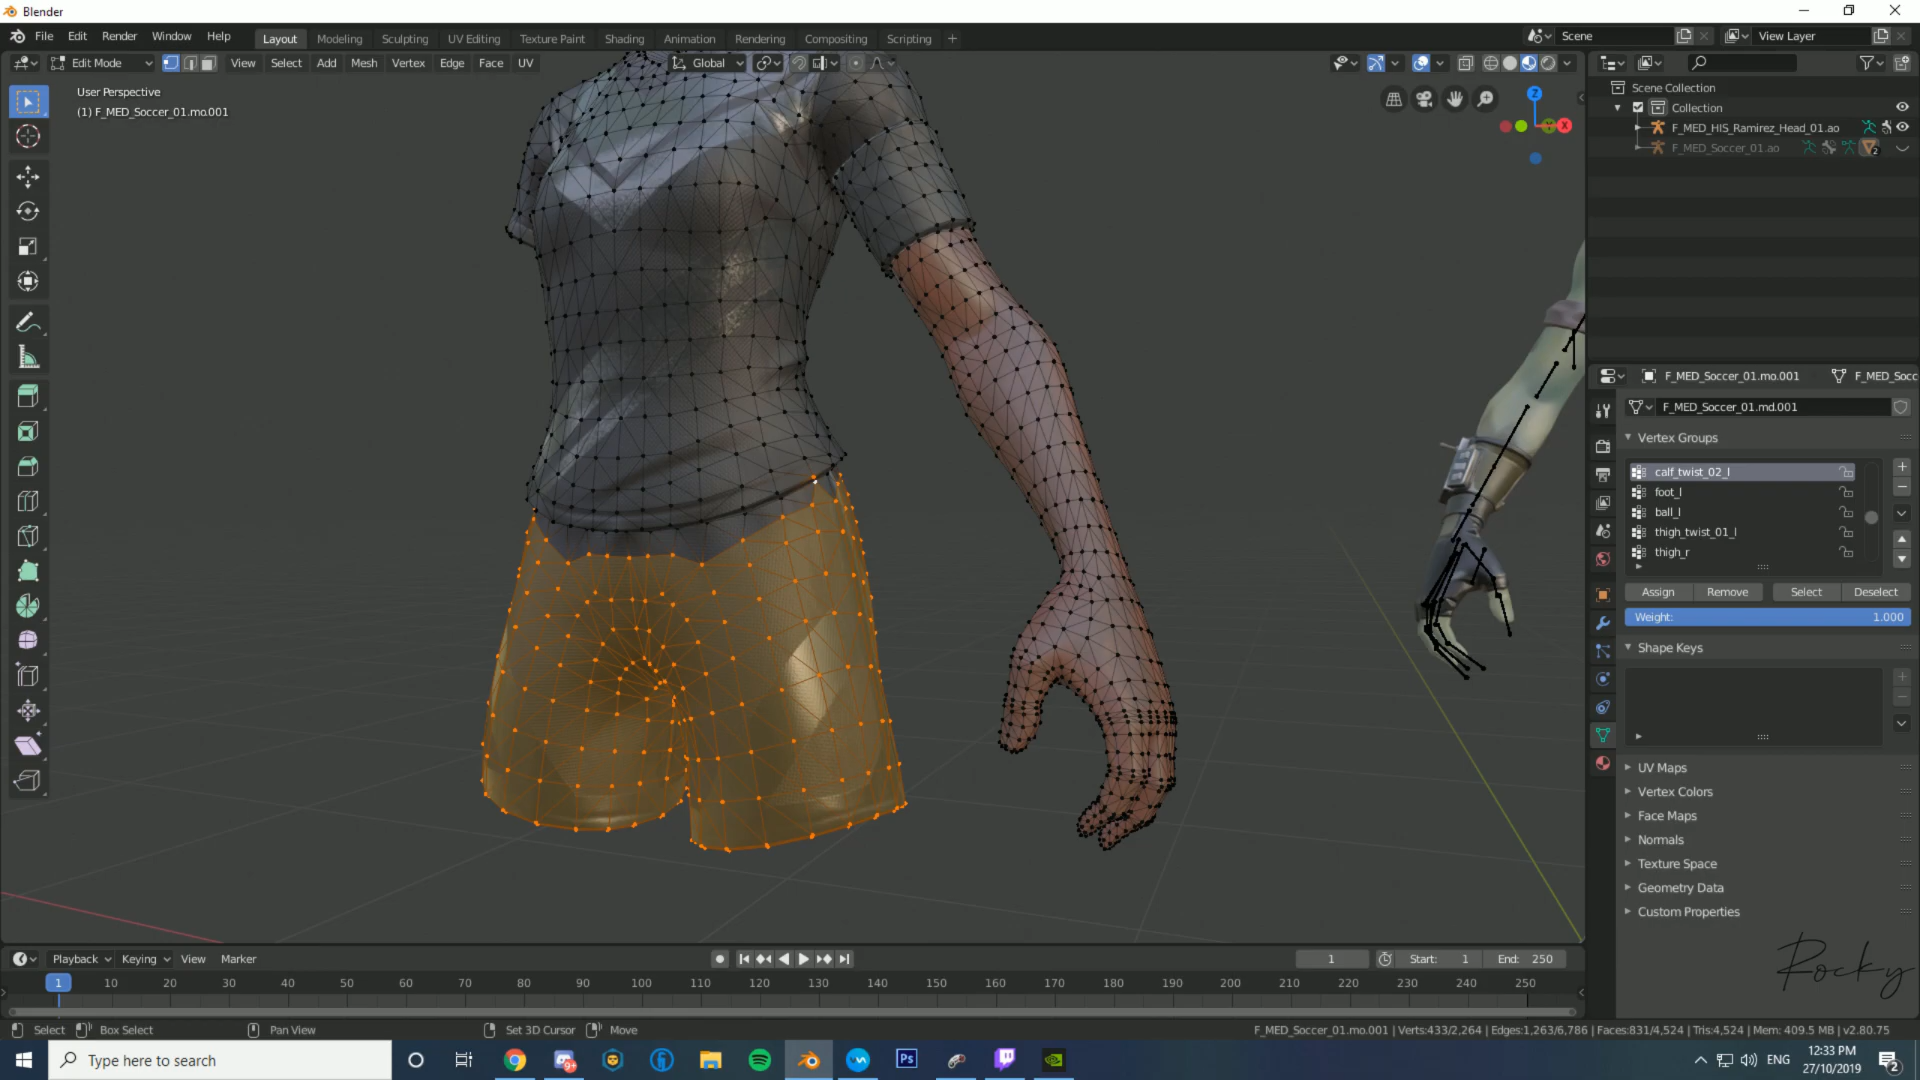 Blender
File Edit Render Window Help Layout Modeling Sculpting UV Editing Texture Paint Shading Animation Rendering Compositing Scripting Scene View Layer
Edit Mode View Select Add Mesh Vertex Edge Face UV Global
User Perspective
(1) F_MED_Soccer_01.mo.001
Z
Y
X
Scene Collection
Collection
F_MED_HIS_Ramirez_Head_01.ao
F_MED_Soccer_01.ao 2
F_MED_Soccer_01.mo.001 F_MED_Socc
F_MED_Soccer_01.md.001
Vertex Groups
calf_twist_02_l
foot_l
ball_l
thigh_twist_01_l
thigh_r
Assign Remove Select Deselect
Weight: 1.000
Shape Keys
UV Maps
Vertex Colors
Face Maps
Normals
Texture Space
Geometry Data
Custom Properties
Rocky
Playback Keying View Marker 1 Start: 1 End: 250
1 10 20 30 40 50 60 70 80 90 100 110 120 130 140 150 160 170 180 190 200 210 220 230 240 250
Select Box Select Pan View Set 3D Cursor Move F_MED_Soccer_01.mo.001 | Verts:433/2,264 | Edges:1,263/6,786 | Faces:831/4,524 | Tris:4,524 | Mem: 409.5 MB | v2.80.75
Type here to search Ps ENG 12:33 PM
27/10/2019 2